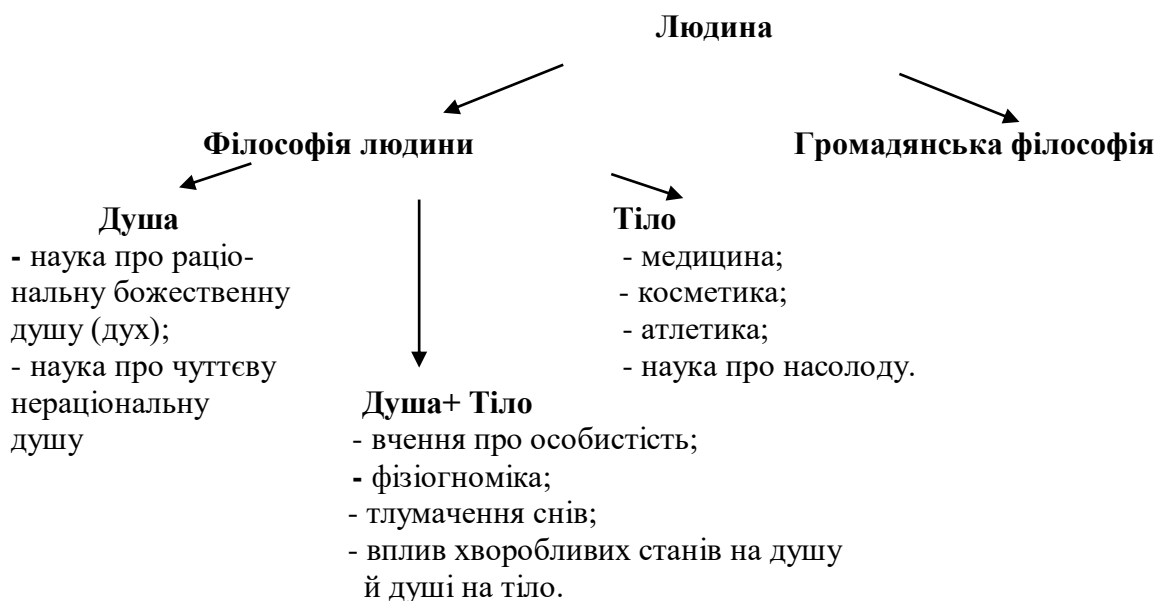 Людина
Філософія людини
Громадянська філософія
Душа
- наука про раціо-
нальну божественну
душу (дух);
- наука про чуттєву
нераціональну
душу
Тіло
- медицина;
- косметика;
- атлетика;
- наука про насолоду.
Душа+ Тіло
- вчення про особистість;
- фізіогноміка;
- тлумачення снів;
- вплив хворобливих станів на душу
й душі на тіло.